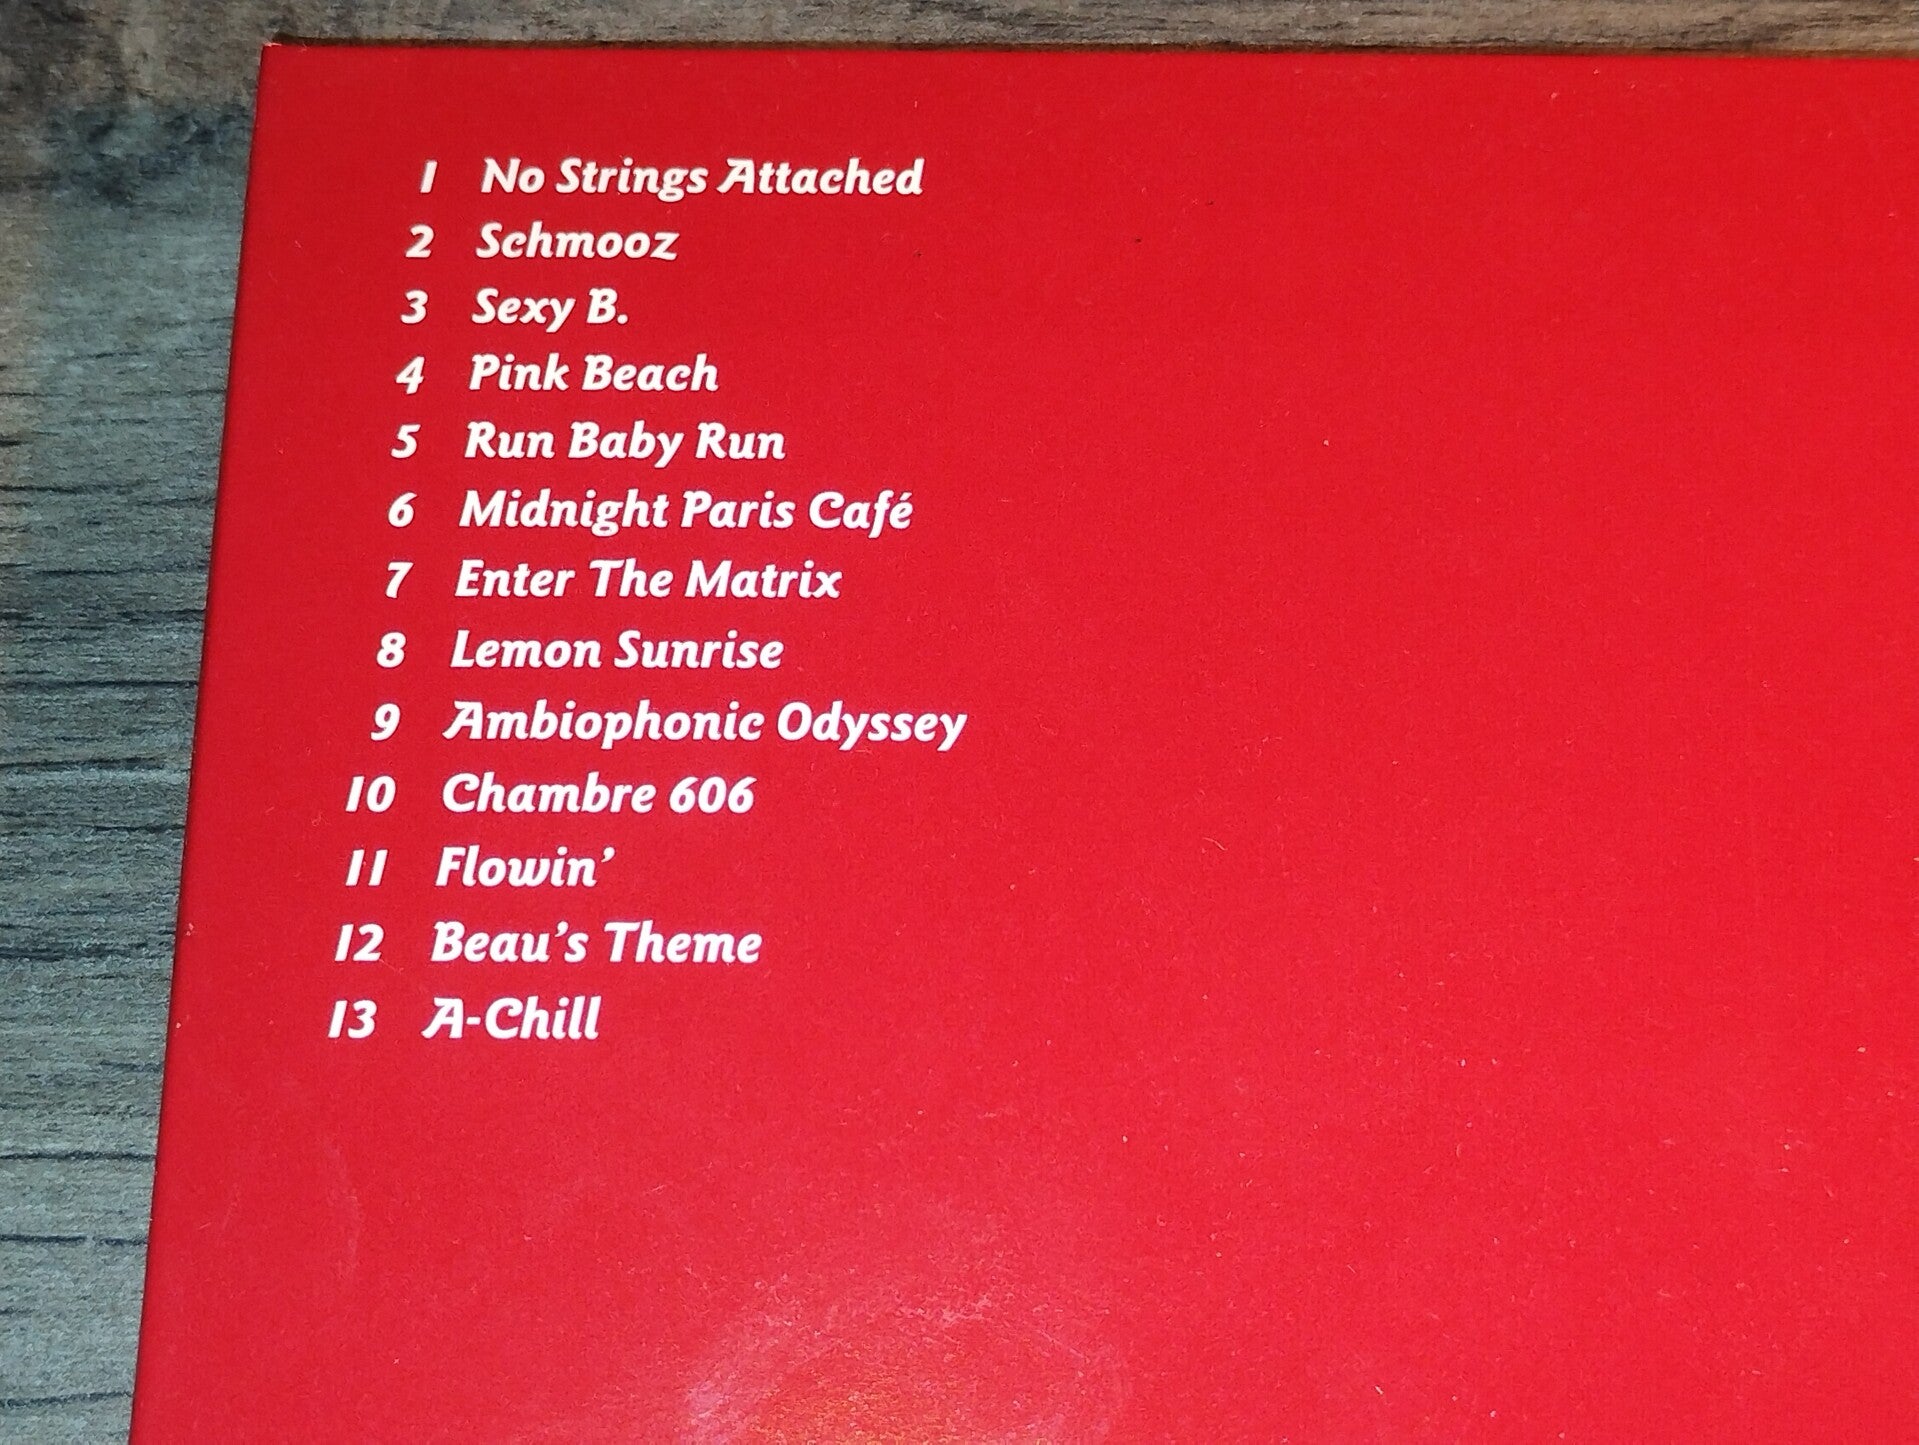 1 No Strings Attached
2 Schmooz
3 Sexy B.
4 Pink Beach
5 Run Baby Run
6 Midnight Paris Café
7 Enter The Matrix
8 Lemon Sunrise
9 Ambiophonic Odyssey
10 Chambre 606
11 Flowin’
12 Beau’s Theme
13 A-Chill